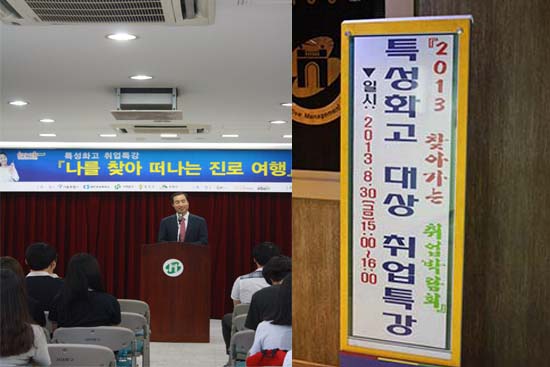 특성화고 취업특강
『나를 찾아 떠나는 진로 여행』
『2013 찾아가는 취업박람회』
특성화고 대상 취업특강
▼일시: 2013.8.30(금)15:00~16:00
ive Management